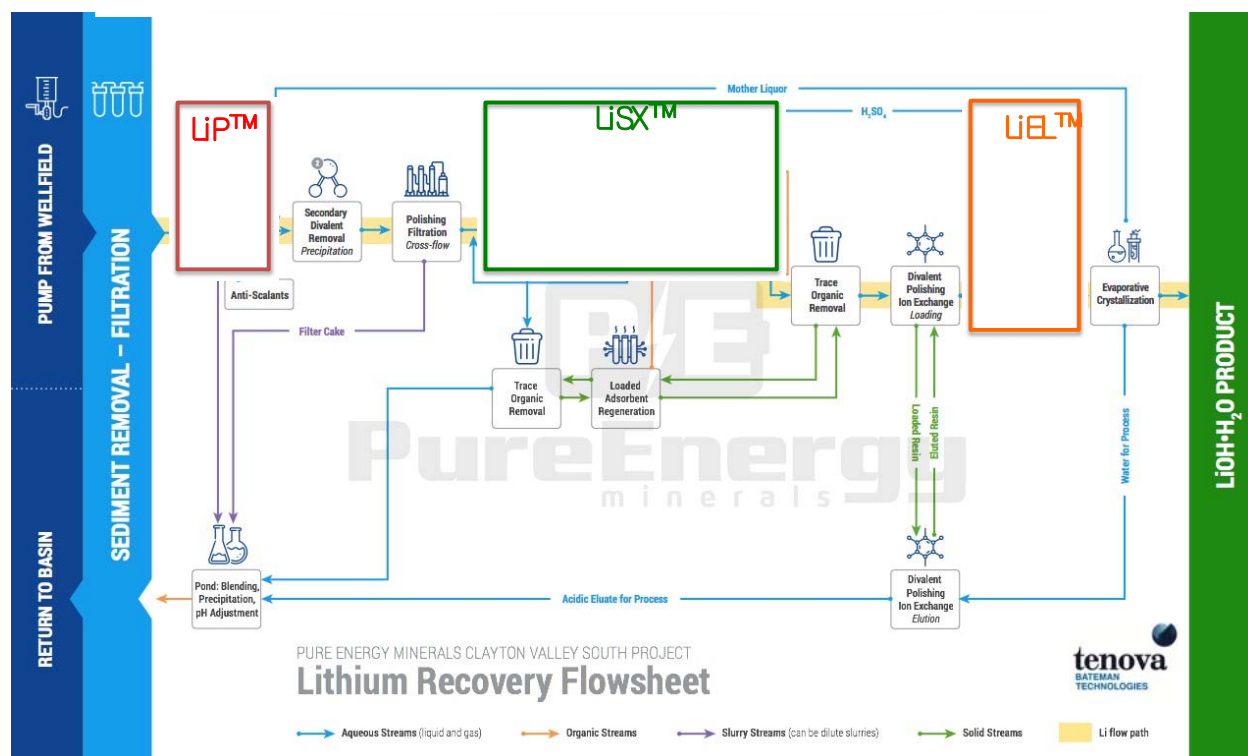 PUMP FROM WELLFIELD
RETURN TO BASIN
SEDIMENT REMOVAL – FILTRATION
Mother Liquor
H₂SO₄
LiP™
LiSX™
LiEL™
2
Secondary
Divalent
Removal
Precipitation
Polishing
Filtration
Cross-flow
Anti-Scalants
Filter Cake
Trace
Organic
Removal
Divalent
Polishing
Ion Exchange
Loading
Evaporative
Crystallization
Trace
Organic
Removal
Loaded
Adsorbent
Regeneration
Loaded Resin
Eluted Resin
Water for Process
PE
PureEnergy
minerals
Pond: Blending,
Precipitation,
pH Adjustment
Acidic Eluate for Process
Divalent
Polishing
Ion Exchange
Elution
LiOH•H₂O PRODUCT
PURE ENERGY MINERALS CLAYTON VALLEY SOUTH PROJECT
Lithium Recovery Flowsheet
tenova
BATEMAN
TECHNOLOGIES
Aqueous Streams (liquid and gas)
Organic Streams
Slurry Streams (can be dilute slurries)
Solid Streams
Li flow path